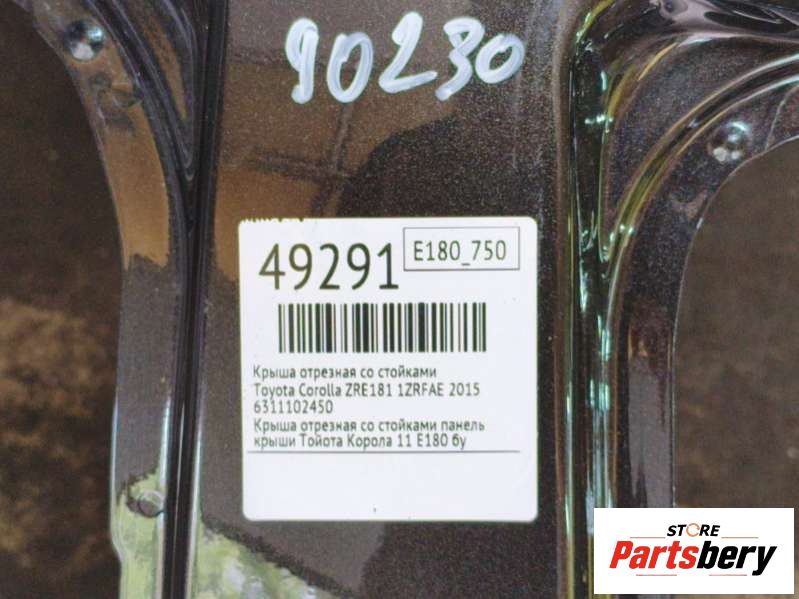 90230
49291
E180_750
Крыша отрезная со стойками
Toyota Corolla ZRE181 1ZRFAE 2015
6311102450
Крыша отрезная со стойками панель
крыши Тойота Корола 11 Е180 бу
STORE
Partsbery